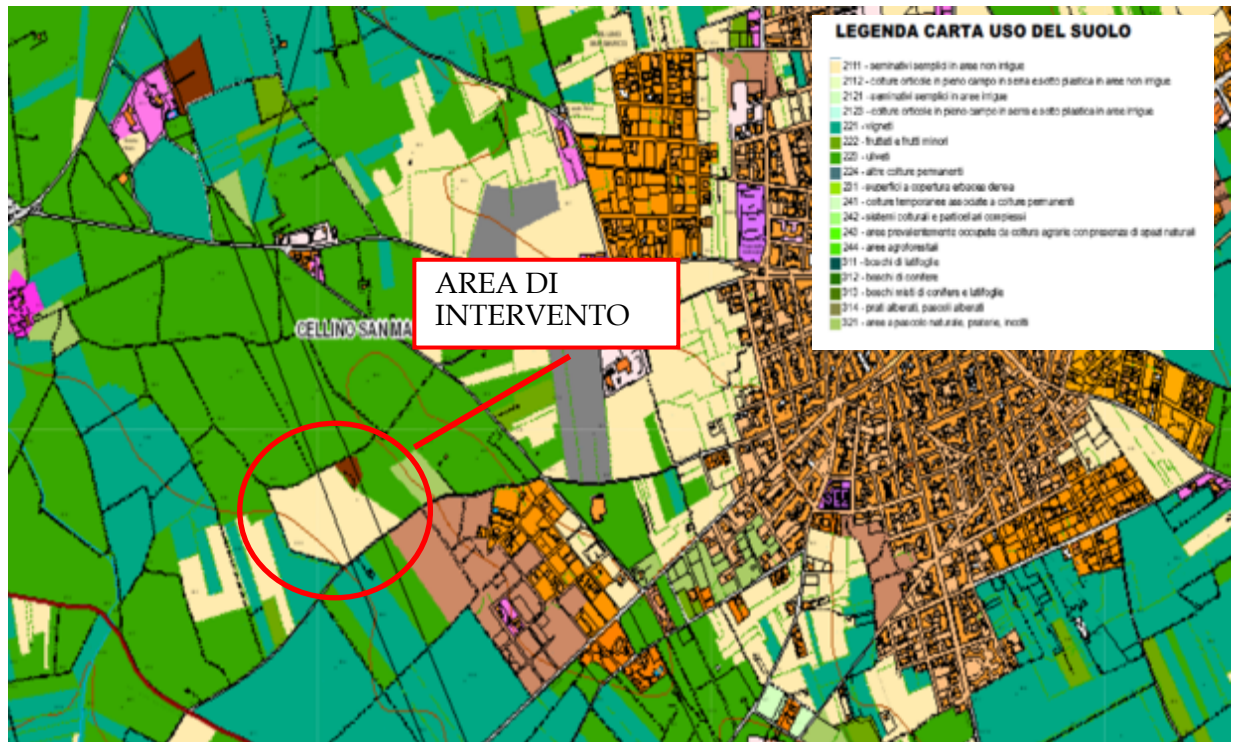 LEGENDA CARTA USO DEL SUOLO
2111 - seminativi semplici in aree non irrigue
2112 - colture orticole in pieno campo in serra e sotto plastica in aree non irrigue
2121 - seminativi semplici in aree irrigue
2123 - colture orticole in pieno campo in serra e sotto plastica in aree irrigue
221 - vigneti
222 - frutteti e frutti minori
223 - uliveti
224 - altre colture permanenti
231 - superfici a copertura erbacea densa
241 - colture temporanee associate a colture permanenti
242 - sistemi colturali e particellari complessi
243 - aree prevalentemente occupate da colture agrarie con presenza di spazi naturali
244 - aree agroforestali
311 - boschi di latifoglie
312 - boschi di conifere
313 - boschi misti di conifere e latifoglie
314 - prati alberati, pascoli alberati
321 - aree a pascolo naturale, praterie, incolti
AREA DI
INTERVENTO
CELLINO SAN MA